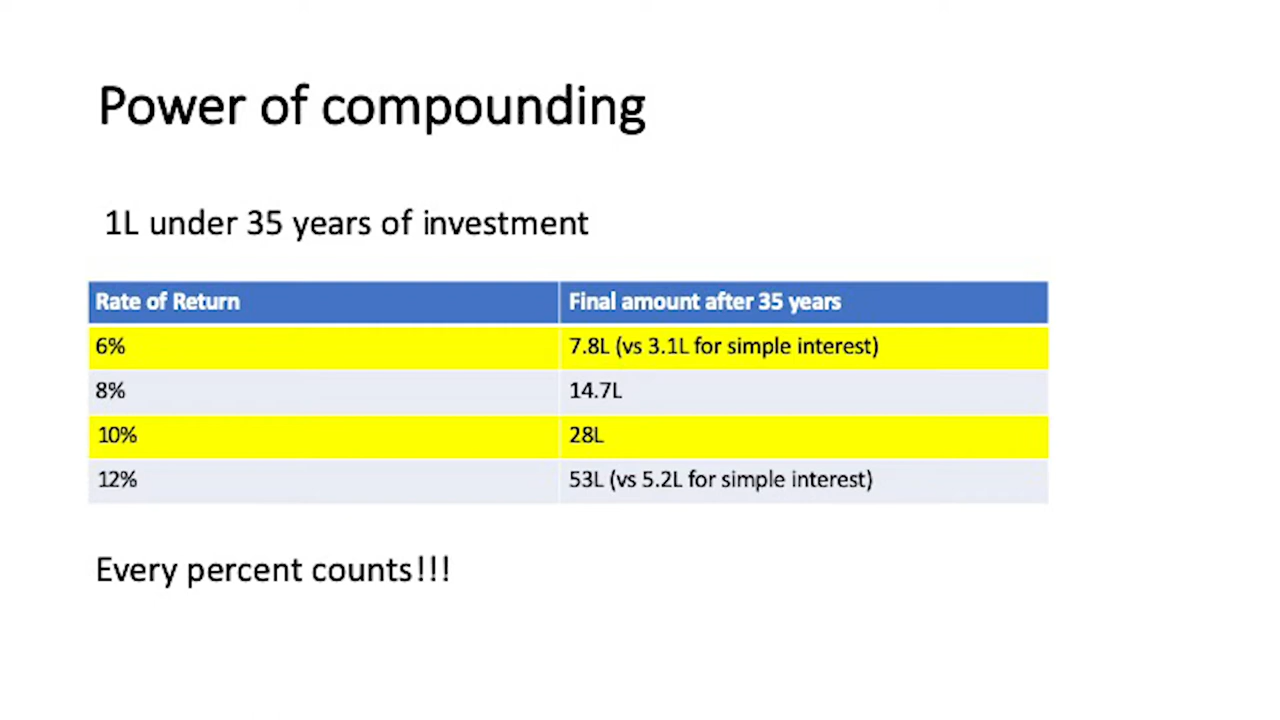 Power of compounding
1L under 35 years of investment
Rate of Return Final amount after 35 years
6% 7.8L (vs 3.1L for simple interest)
8% 14.7L
10% 28L
12% 53L (vs 5.2L for simple interest)
Every percent counts!!!